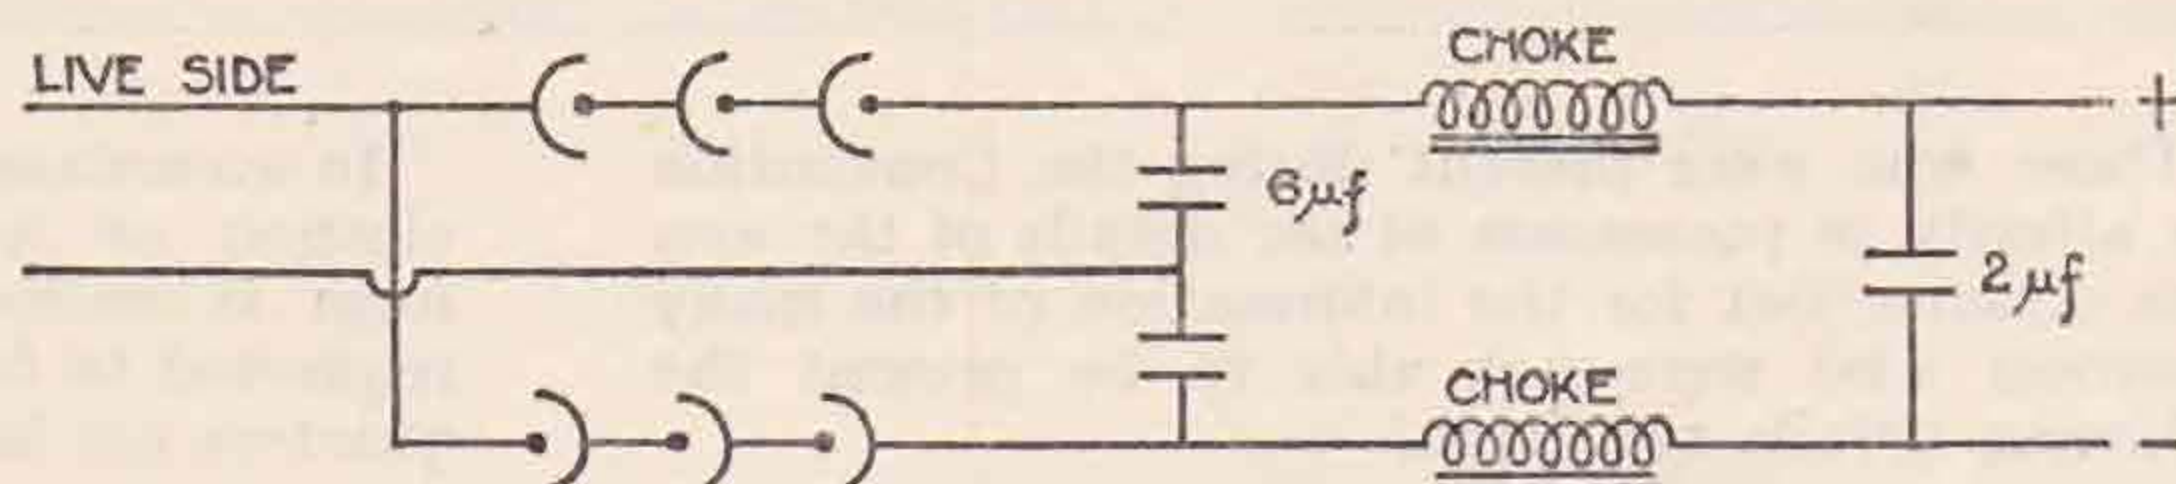 LIVE SIDE
CHOKE
+
6μf
2μf
CHOKE
-